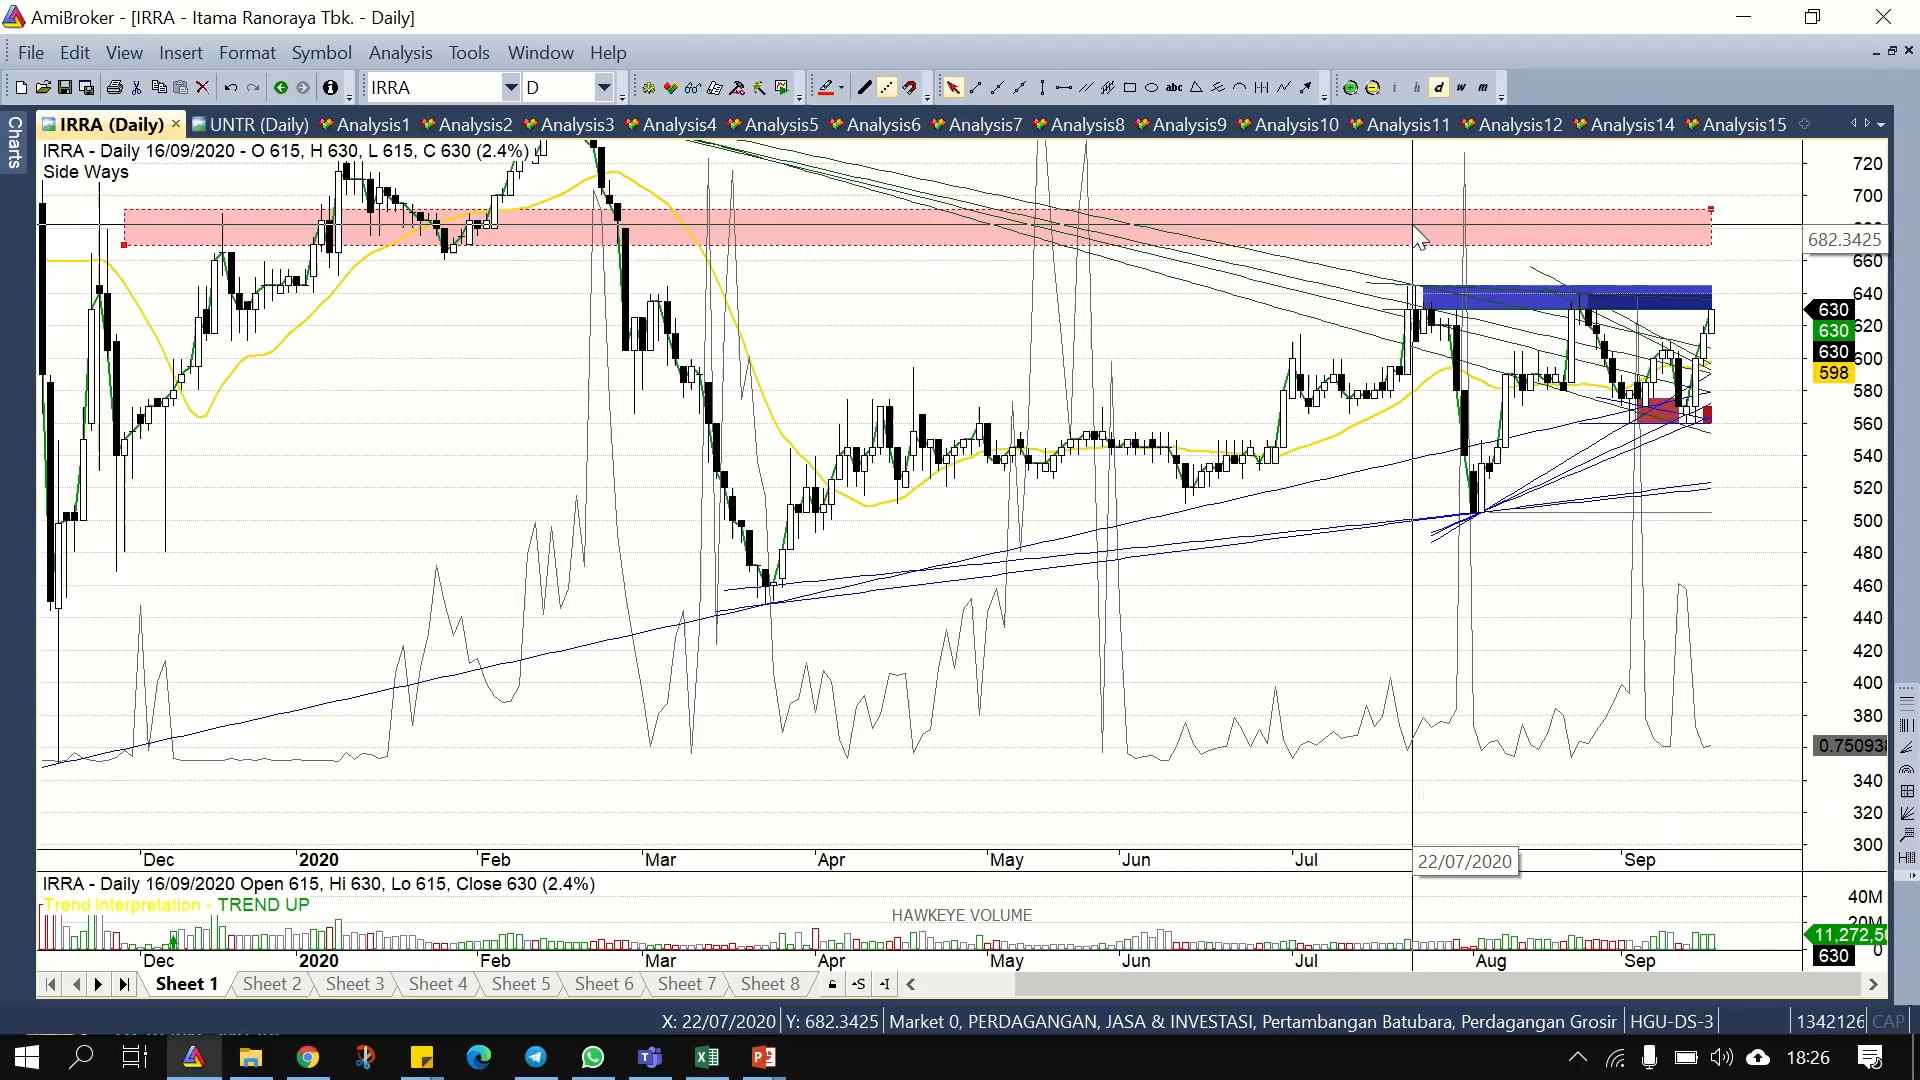 AmiBroker - [IRRA - Itama Ranoraya Tbk. - Daily]
File Edit View Insert Format Symbol Analysis Tools Window Help
IRRA D
abc i h d w m
Charts
IRRA (Daily) UNTR (Daily) Analysis1 Analysis2 Analysis3 Analysis4 Analysis5 Analysis6 Analysis7 Analysis8 Analysis9 Analysis10 Analysis11 Analysis12 Analysis14 Analysis15
IRRA - Daily 16/09/2020 - O 615, H 630, L 615, C 630 (2.4%)
Side Ways
720
700
682.3425
660
640
630
620
630
630
600
598
580
560
540
520
500
480
460
440
420
400
380
0.750938
340
320
300
Dec 2020 Feb Mar Apr May Jun Jul 22/07/2020 Sep
IRRA - Daily 16/09/2020 Open 615, Hi 630, Lo 615, Close 630 (2.4%)
Trend Interpretation - TREND UP
HAWKEYE VOLUME
40M
20M
11,272,50
0
630
Dec 2020 Feb Mar Apr May Jun Jul Aug Sep
Sheet 1 Sheet 2 Sheet 3 Sheet 4 Sheet 5 Sheet 6 Sheet 7 Sheet 8
X: 22/07/2020 Y: 682.3425 Market 0, PERDAGANGAN, JASA & INVESTASI, Pertambangan Batubara, Perdagangan Grosir HGU-DS-3 1342126 CAP
18:26